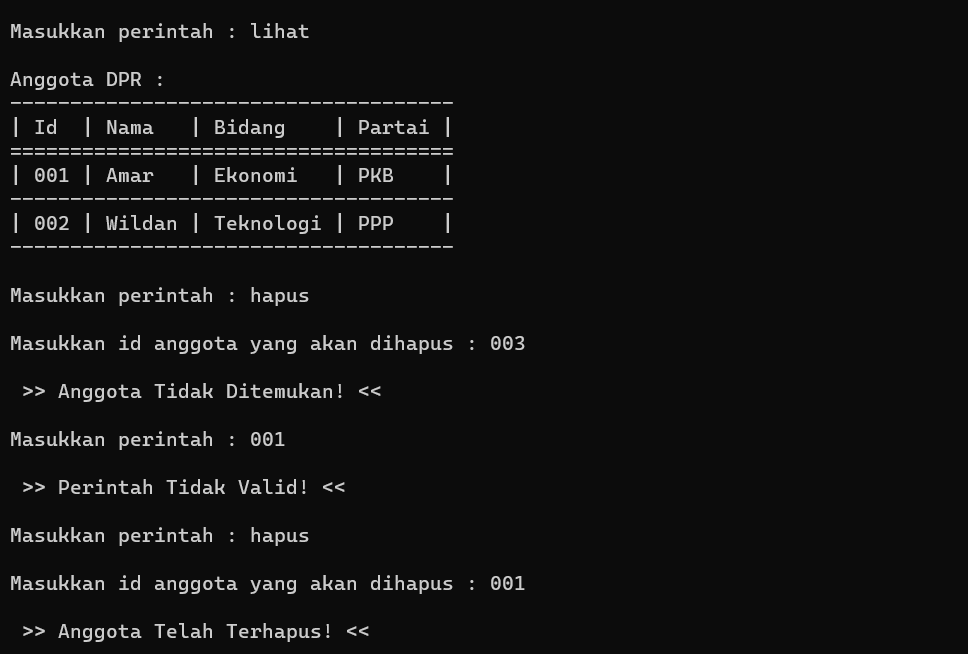 Masukkan perintah : lihat
Anggota DPR :
-------------------------------------
| Id  | Nama   | Bidang    | Partai |
=====================================
| 001 | Amar   | Ekonomi   | PKB    |
-------------------------------------
| 002 | Wildan | Teknologi | PPP    |
-------------------------------------
Masukkan perintah : hapus
Masukkan id anggota yang akan dihapus : 003
 >> Anggota Tidak Ditemukan! <<
Masukkan perintah : 001
 >> Perintah Tidak Valid! <<
Masukkan perintah : hapus
Masukkan id anggota yang akan dihapus : 001
 >> Anggota Telah Terhapus! <<